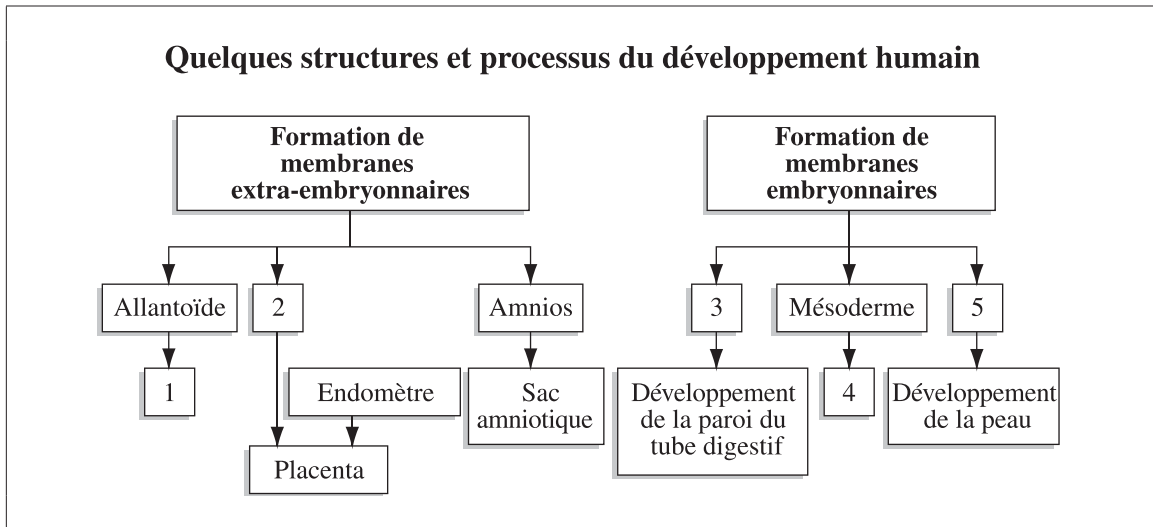 Quelques structures et processus du développement humain
Formation de
membranes
extra-embryonnaires
Formation de
membranes
embryonnaires
Allantoïde
2
Amnios
3
Mésoderme
5
1
Endomètre
Sac
amniotique
Développement
de la paroi du
tube digestif
4
Développement
de la peau
Placenta